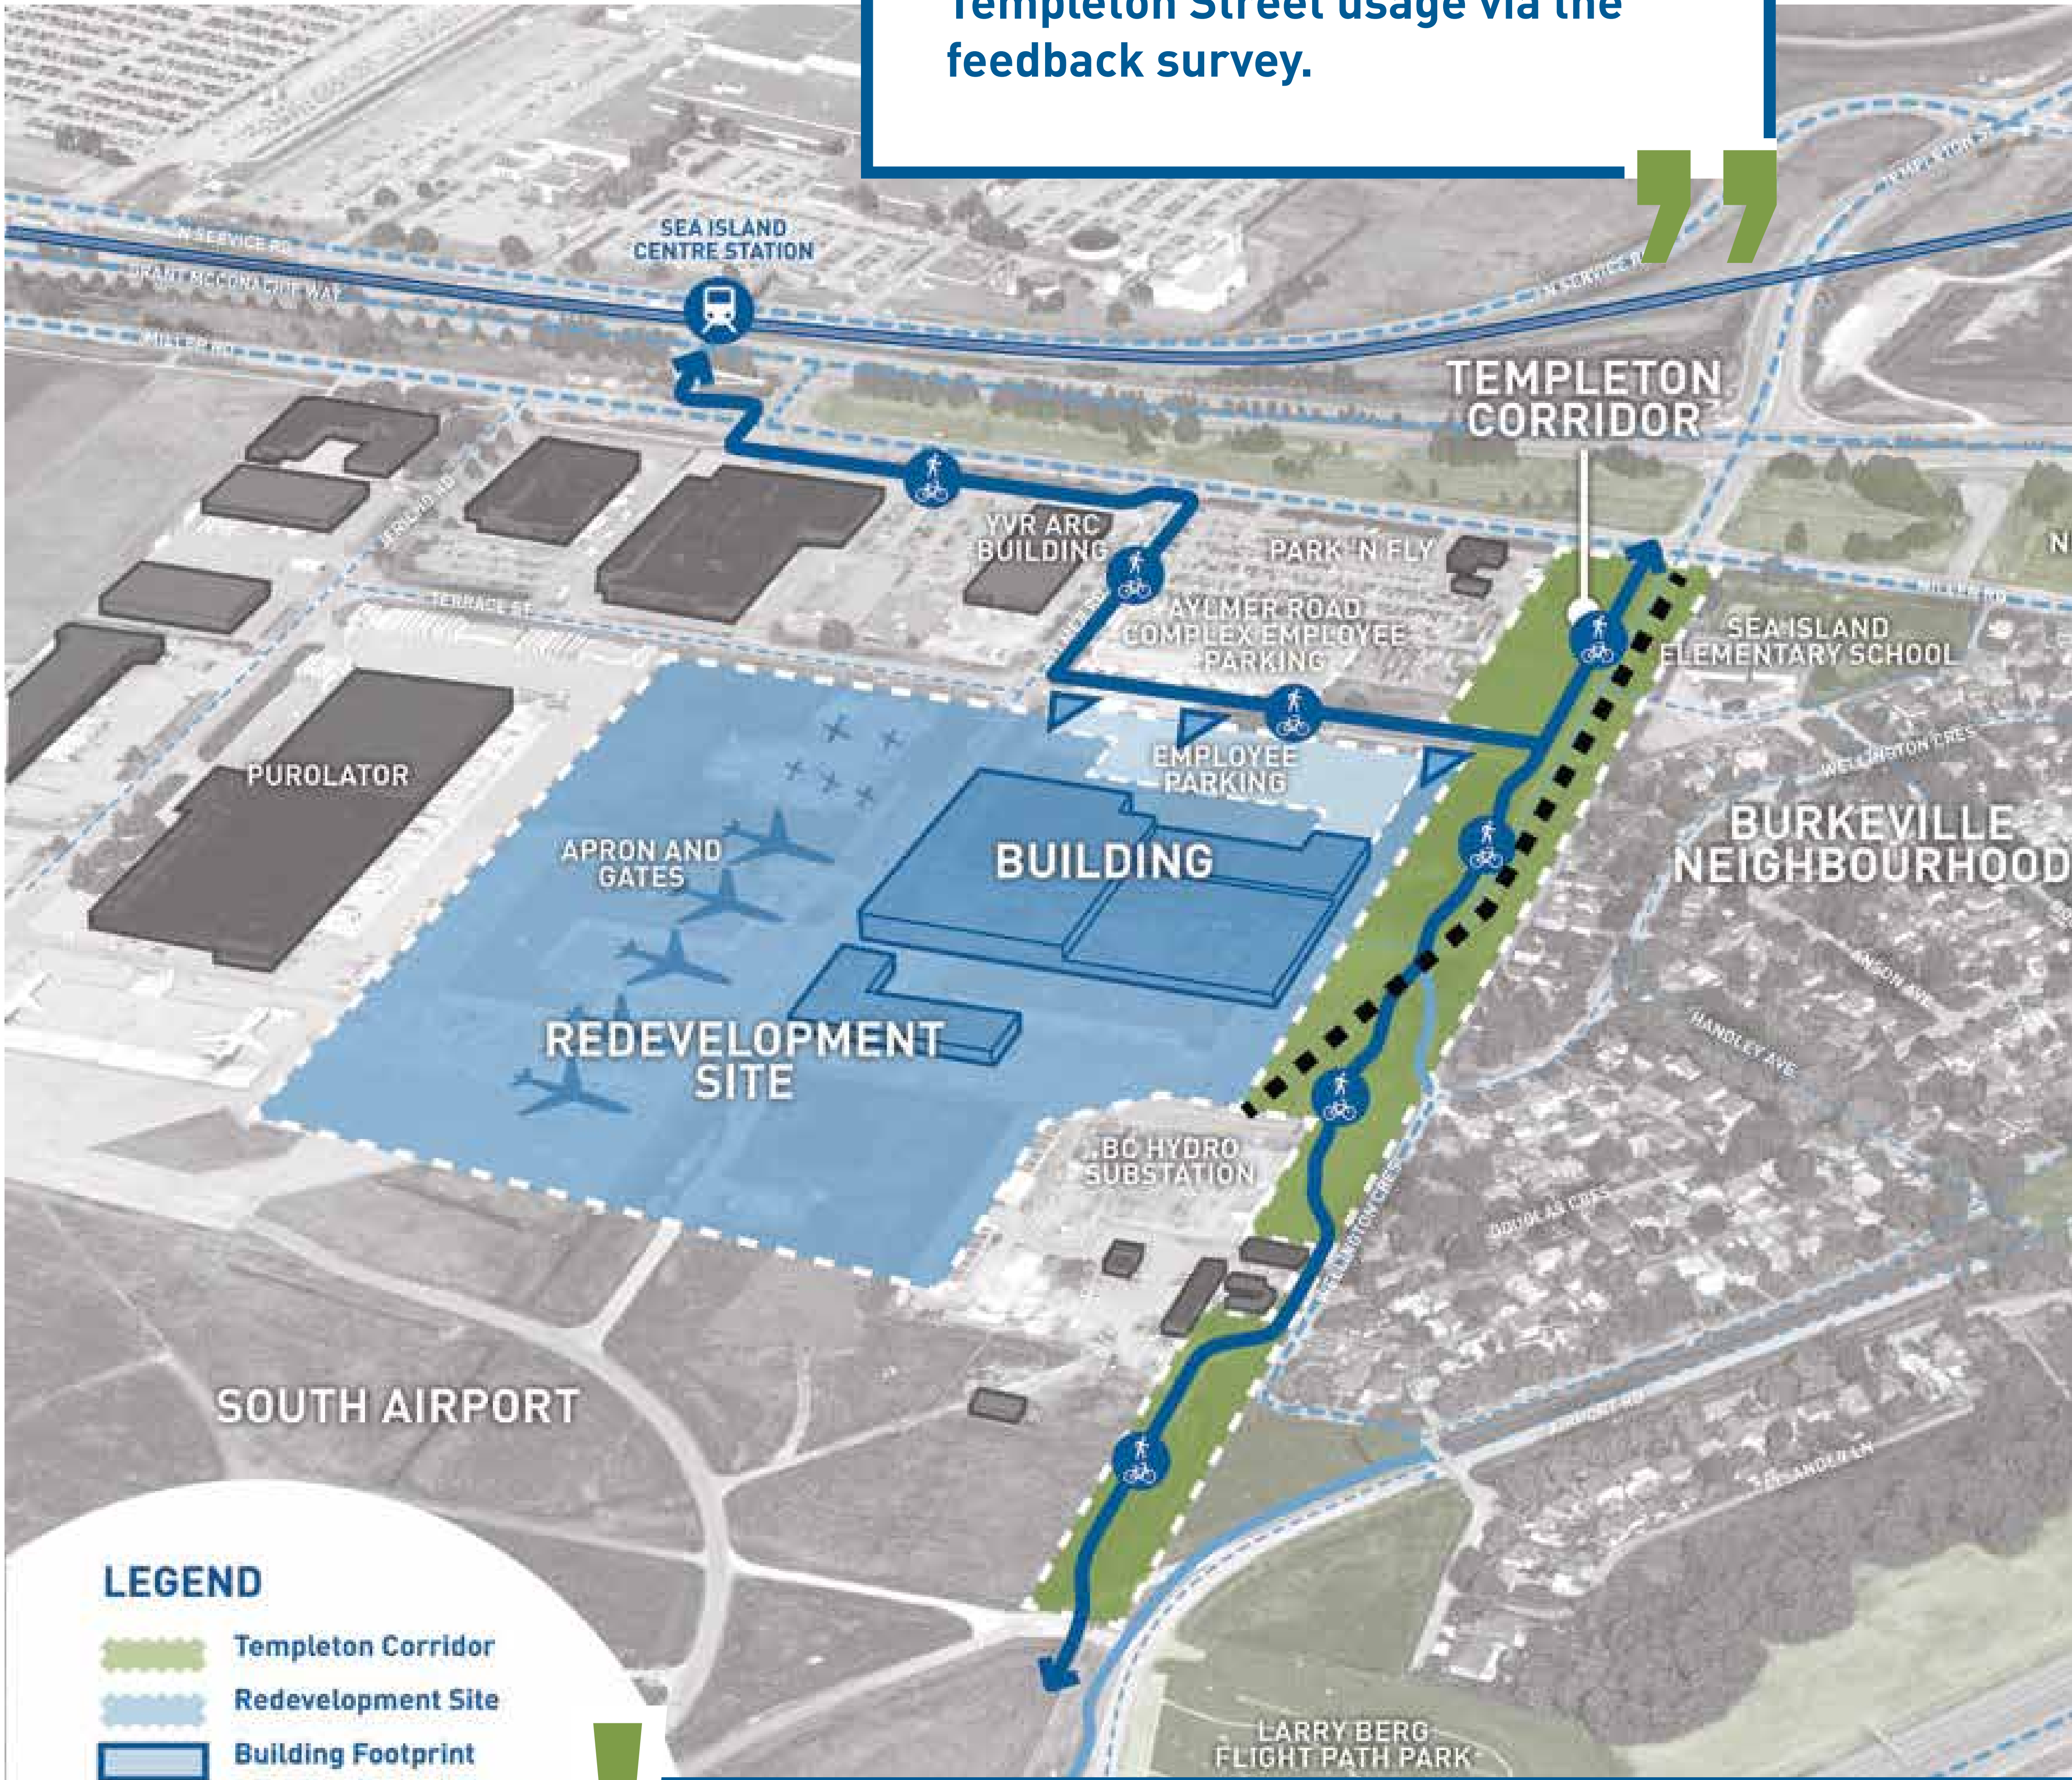 Templeton Street usage via the
feedback survey.
”
TEMPLETON ST
SEA ISLAND
CENTRE STATION
N SERVICE RD
GRANT MCCONACHIE WAY
N SERVICE R
MILLER RD
TEMPLETON
CORRIDOR
YVR ARC
BUILDING
PARK 'N FLY
N
MILLER RD
TERRACE ST
AYLMER ROAD
COMPLEX EMPLOYEE
PARKING
SEA ISLAND
ELEMENTARY SCHOOL
WELLINGTON CRES
PUROLATOR
EMPLOYEE
PARKING
BURKEVILLE
NEIGHBOURHOOD
APRON AND
GATES
BUILDING
ANSON AVE
HANDLEY AVE
REDEVELOPMENT
SITE
BC HYDRO
SUBSTATION
WELLINGTON CRES
DOUGLAS CRES
SOUTH AIRPORT
AIRPORT RD
LEGEND
Templeton Corridor
Redevelopment Site
Building Footprint
LARRY BERG
FLIGHT PATH PARK